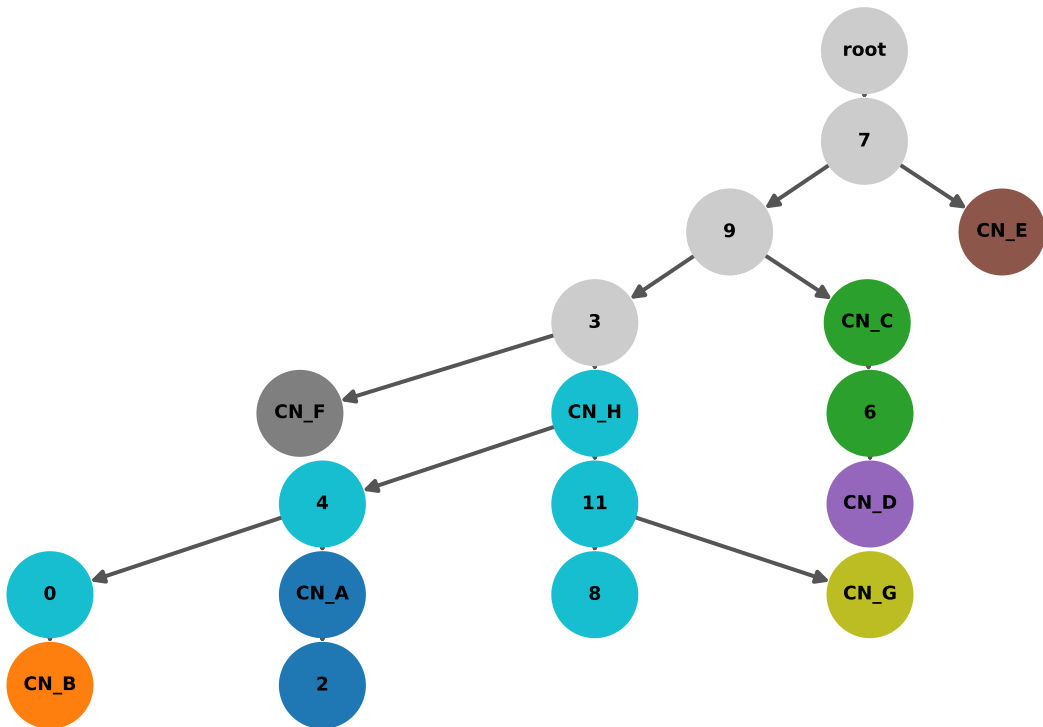 root
7
9
CN_E
3
CN_C
CN_F
CN_H
6
4
11
CN_D
0
CN_A
8
CN_G
CN_B
2